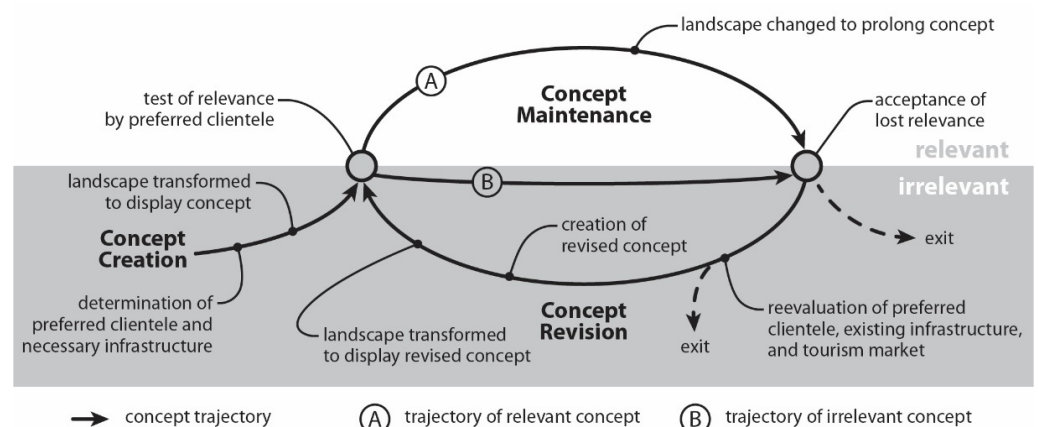 landscape changed to prolong concept
A
test of relevance
by preferred clientele
Concept
Maintenance
acceptance of
lost relevance
relevant
irrelevant
landscape transformed
to display concept
B
Concept
Creation
creation of
revised concept
exit
determination of
preferred clientele and
necessary infrastructure
landscape transformed
to display revised concept
Concept
Revision
exit
reevaluation of preferred
clientele, existing infrastructure,
and tourism market
concept trajectory
A trajectory of relevant concept
B trajectory of irrelevant concept